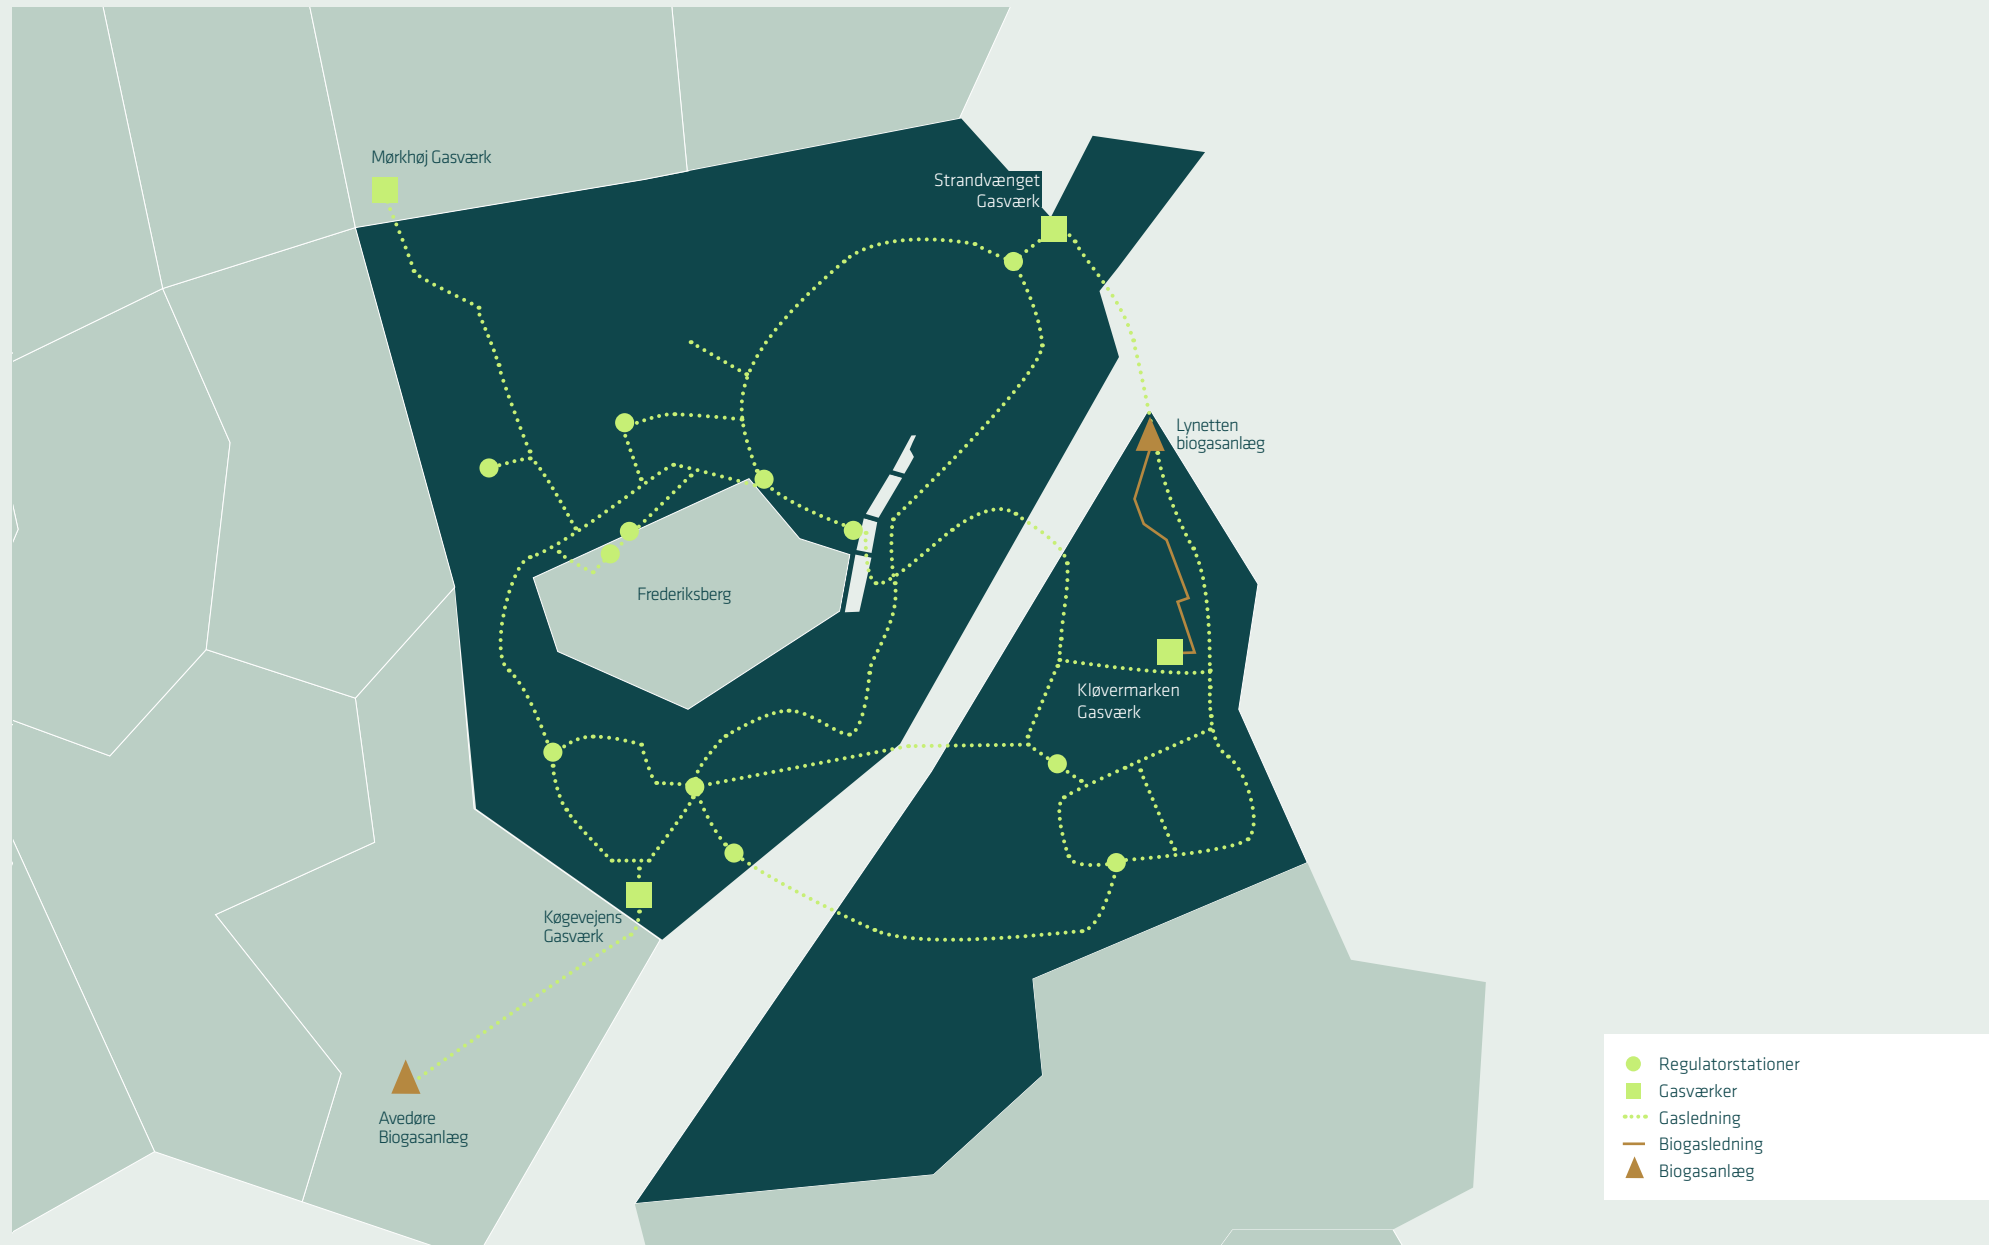 Mørkhøj Gasværk
Strandvænget
Gasværk
Lynetten
biogasanlæg
Frederiksberg
Kløvermarken
Gasværk
Køgevejens
Gasværk
Avedøre
Biogasanlæg
Regulatorstationer
Gasværker
Gasledning
Biogasledning
Biogasanlæg